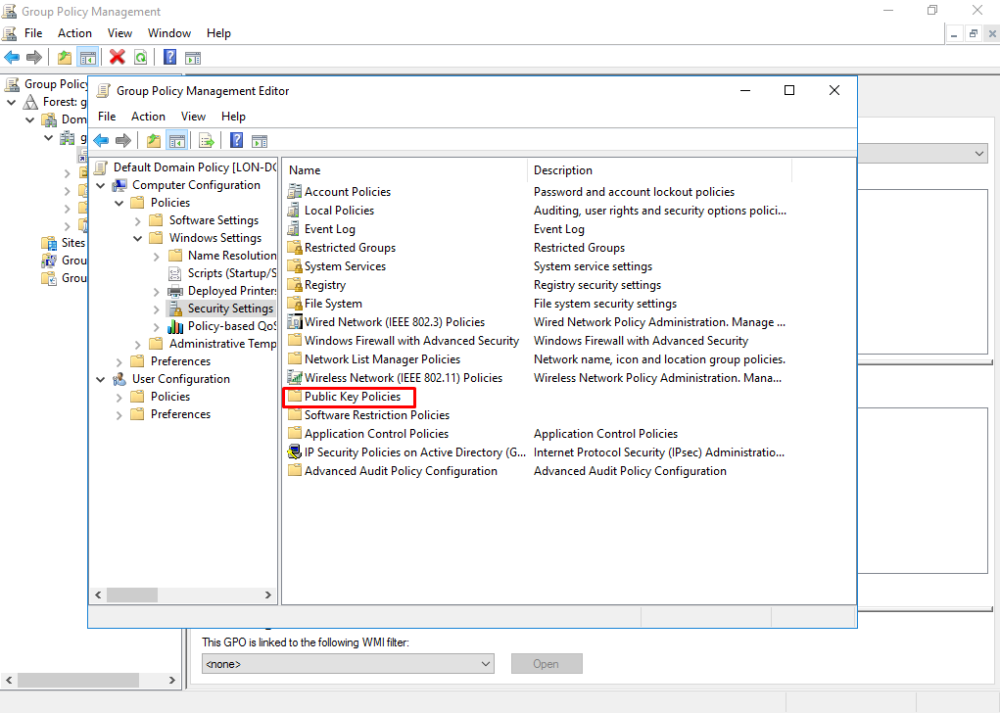 Group Policy Management
File Action View Window Help
Group Policy
Forest: g
Dom
g
Sites
Grou
Grou
Group Policy Management Editor
File Action View Help
Default Domain Policy [LON-DC
Computer Configuration
Policies
Software Settings
Windows Settings
Name Resolution
Scripts (Startup/S
Deployed Printers
Security Settings
Policy-based QoS
Administrative Temp
Preferences
User Configuration
Policies
Preferences
Name Description
Account Policies Password and account lockout policies
Local Policies Auditing, user rights and security options polici...
Event Log Event Log
Restricted Groups Restricted Groups
System Services System service settings
Registry Registry security settings
File System File system security settings
Wired Network (IEEE 802.3) Policies Wired Network Policy Administration. Manage ...
Windows Firewall with Advanced Security Windows Firewall with Advanced Security
Network List Manager Policies Network name, icon and location group policies.
Wireless Network (IEEE 802.11) Policies Wireless Network Policy Administration. Mana...
Public Key Policies
Software Restriction Policies
Application Control Policies Application Control Policies
IP Security Policies on Active Directory (G... Internet Protocol Security (IPsec) Administratio...
Advanced Audit Policy Configuration Advanced Audit Policy Configuration
This GPO is linked to the following WMI filter:
<none> Open